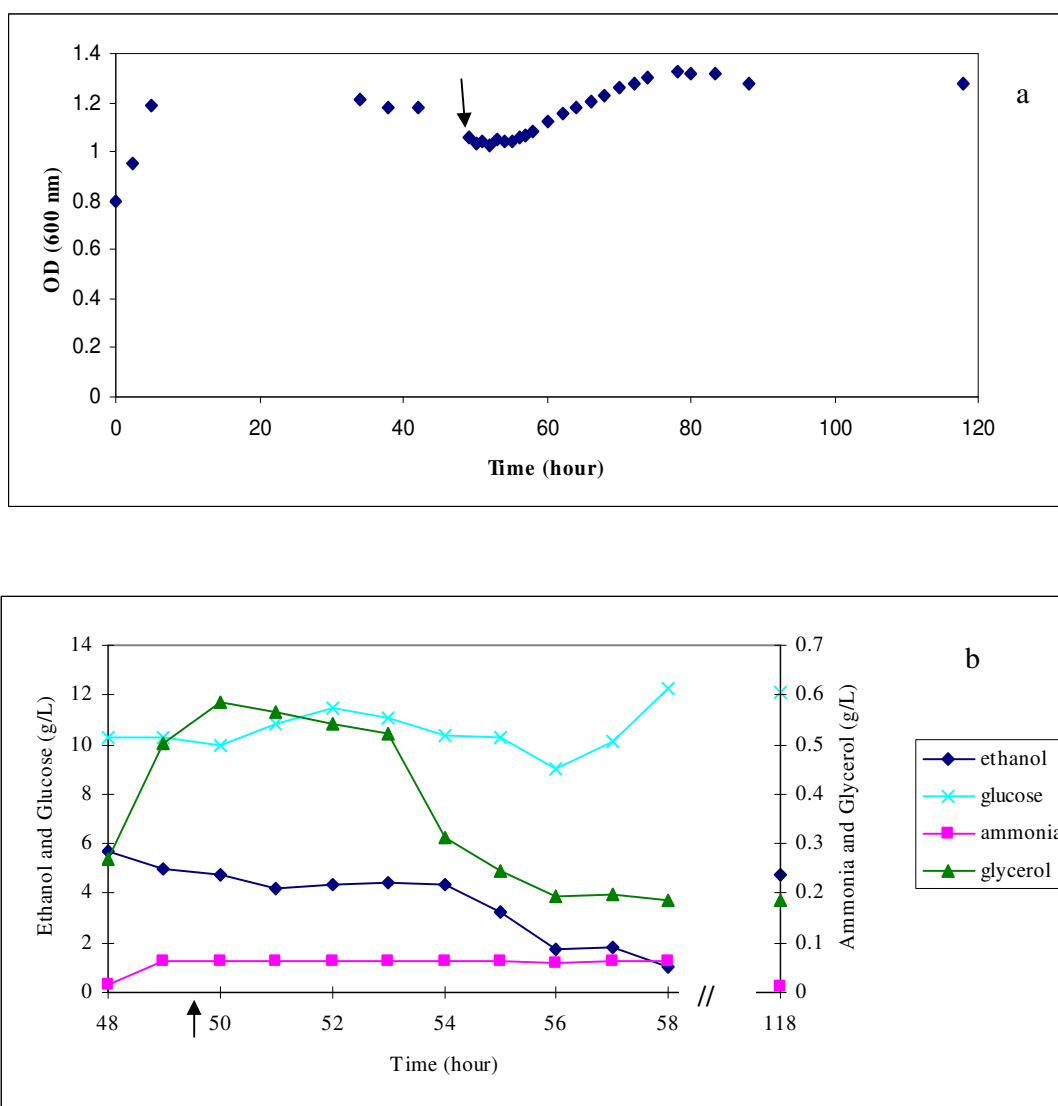 a
1.4
1.2
1
0.8
0.6
0.4
0.2
0
OD (600 nm)
0 20 40 60 80 100 120
Time (hour)
b
14
12
10
8
6
4
2
0
Ethanol and Glucose (g/L)
0.7
0.6
0.5
0.4
0.3
0.2
0.1
0
Ammonia and Glycerol (g/L)
48 50 52 54 56 58 // 118
Time (hour)
ethanol
glucose
ammonia
glycerol